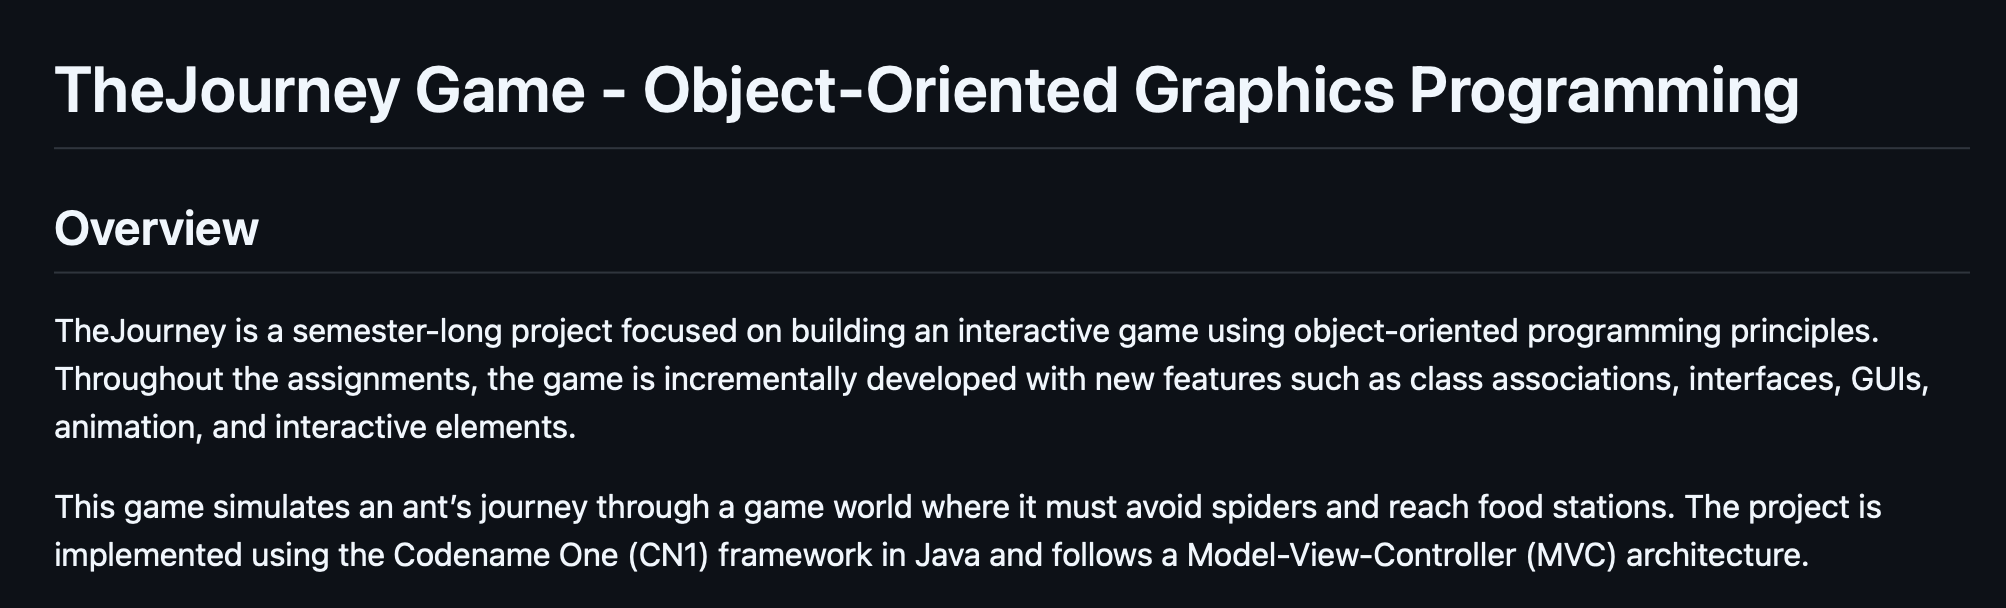 TheJourney Game - Object-Oriented Graphics Programming
Overview
TheJourney is a semester-long project focused on building an interactive game using object-oriented programming principles.
Throughout the assignments, the game is incrementally developed with new features such as class associations, interfaces, GUIs,
animation, and interactive elements.
This game simulates an ant’s journey through a game world where it must avoid spiders and reach food stations. The project is
implemented using the Codename One (CN1) framework in Java and follows a Model-View-Controller (MVC) architecture.